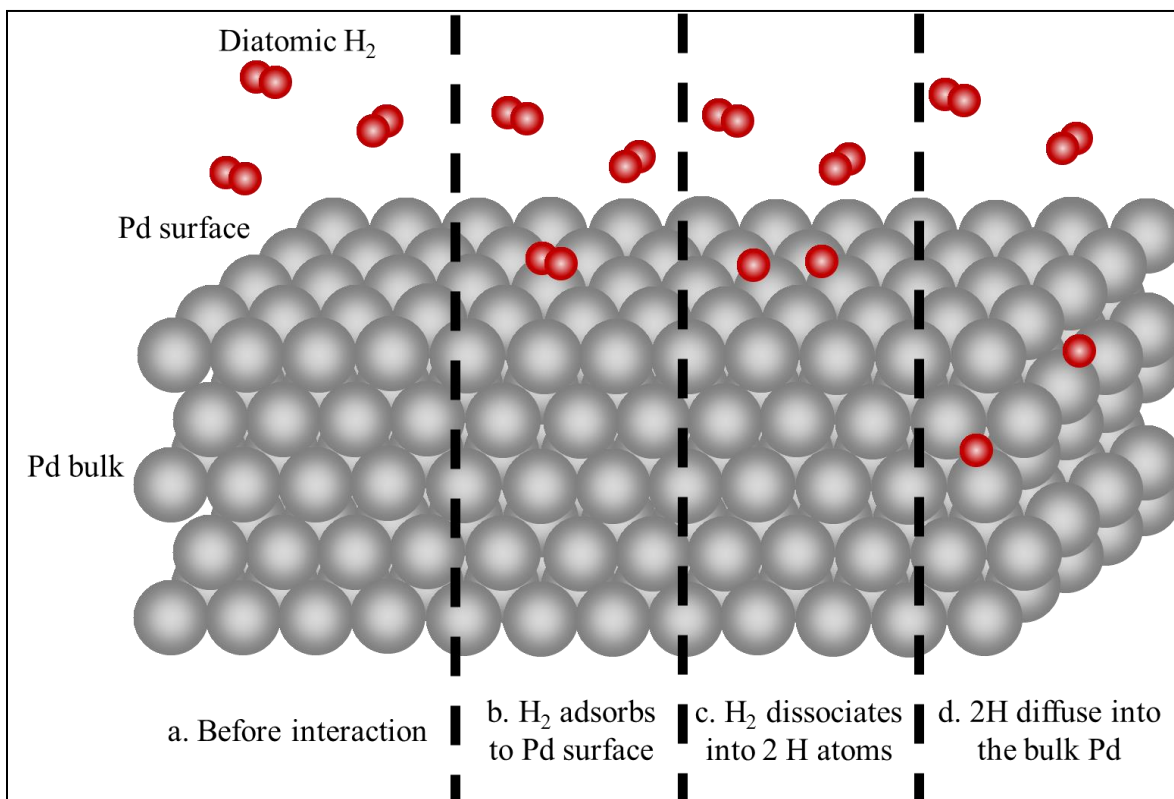 Diatomic H₂
Pd surface
Pd bulk
a. Before interaction
b. H₂ adsorbs
to Pd surface
c. H₂ dissociates
into 2 H atoms
d. 2H diffuse into
the bulk Pd